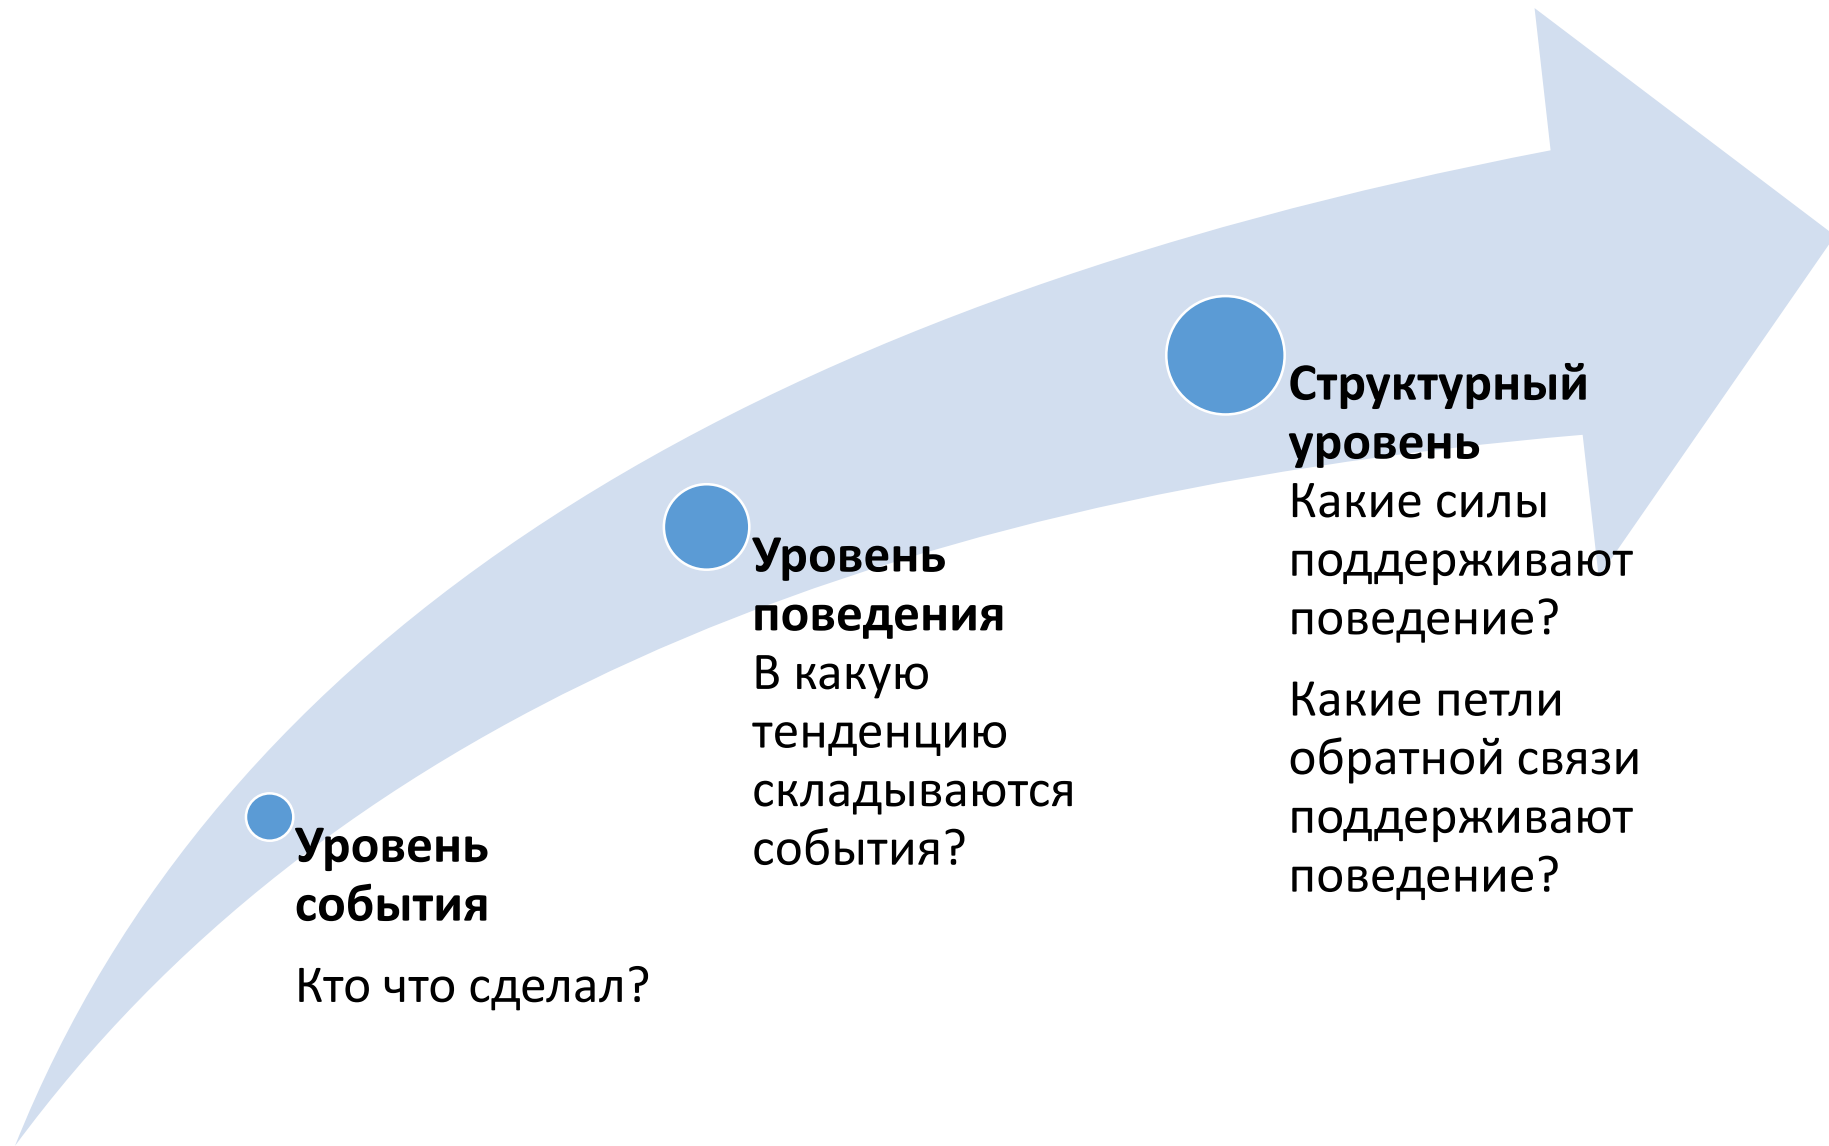 Уровень
события
Кто что сделал?
Уровень
поведения
В какую
тенденцию
складываются
события?
Структурный
уровень
Какие силы
поддерживают
поведение?
Какие петли
обратной связи
поддерживают
поведение?